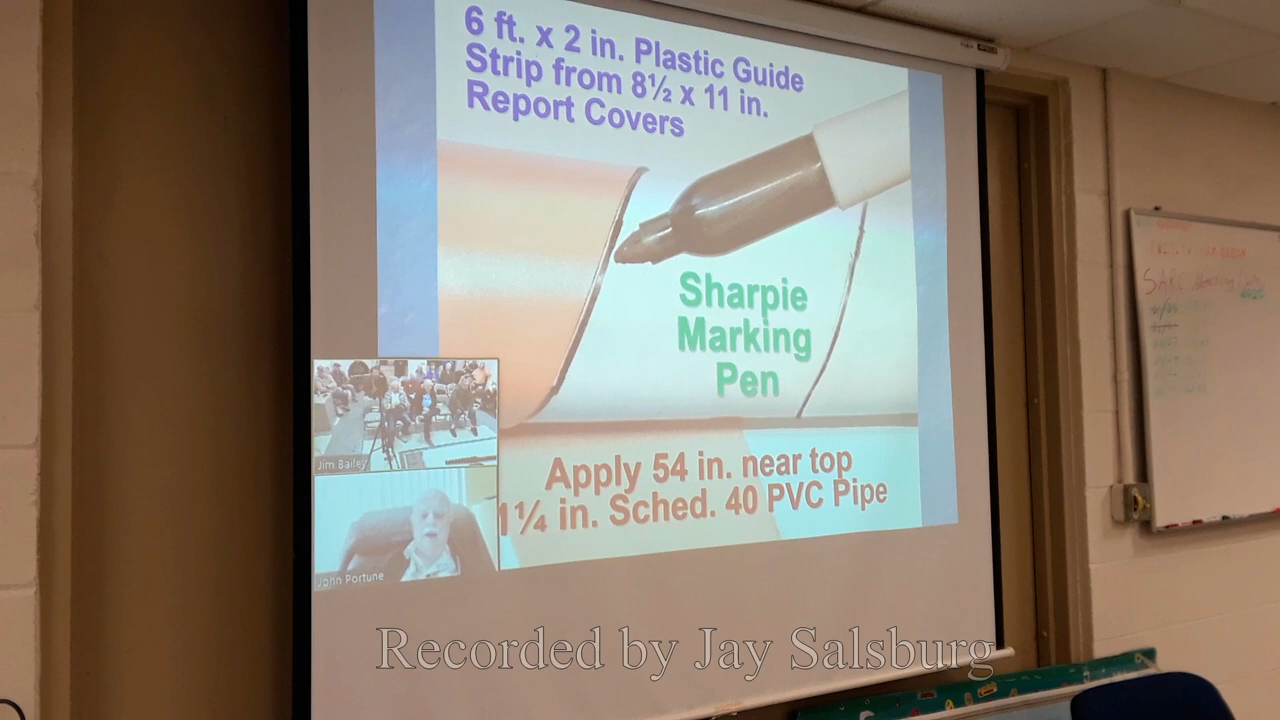 6 ft. x 2 in. Plastic Guide
Strip from 8½ x 11 in.
Report Covers
Sharpie
Marking
Pen
Apply 54 in. near top
1¼ in. Sched. 40 PVC Pipe
Jim Bailey
John Portune
SARC
Recorded by Jay Salsburg